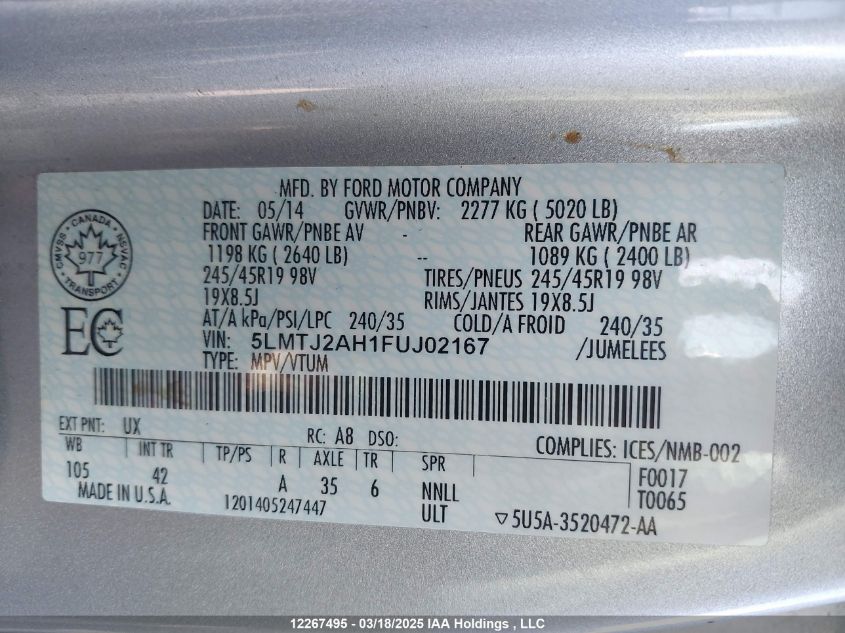 MFD. BY FORD MOTOR COMPANY
DATE: 05/14 GVWR/PNBV: 2277 KG ( 5020 LB)
FRONT GAWR/PNBE AV - REAR GAWR/PNBE AR
1198 KG ( 2640 LB) -- 1089 KG ( 2400 LB)
245/45R19 98V TIRES/PNEUS 245/45R19 98V
19X8.5J RIMS/JANTES 19X8.5J
AT/A kPa/PSI/LPC 240/35 COLD/A FROID 240/35
VIN: 5LMTJ2AH1FUJ02167 /JUMELEES
TYPE: MPV/VTUM
CANADA
CMVSS NSVAC
977
TRANSPORT
EC
EXT PNT: UX RC: A8 DSO: COMPLIES: ICES/NMB-002
WB INT TR TP/PS R AXLE TR SPR F0017
105 42 A 35 6 NNLL T0065
MADE IN U.S.A. 1201405247447 ULT ▽5U5A-3520472-AA
12267495 - 03/18/2025 IAA Holdings , LLC